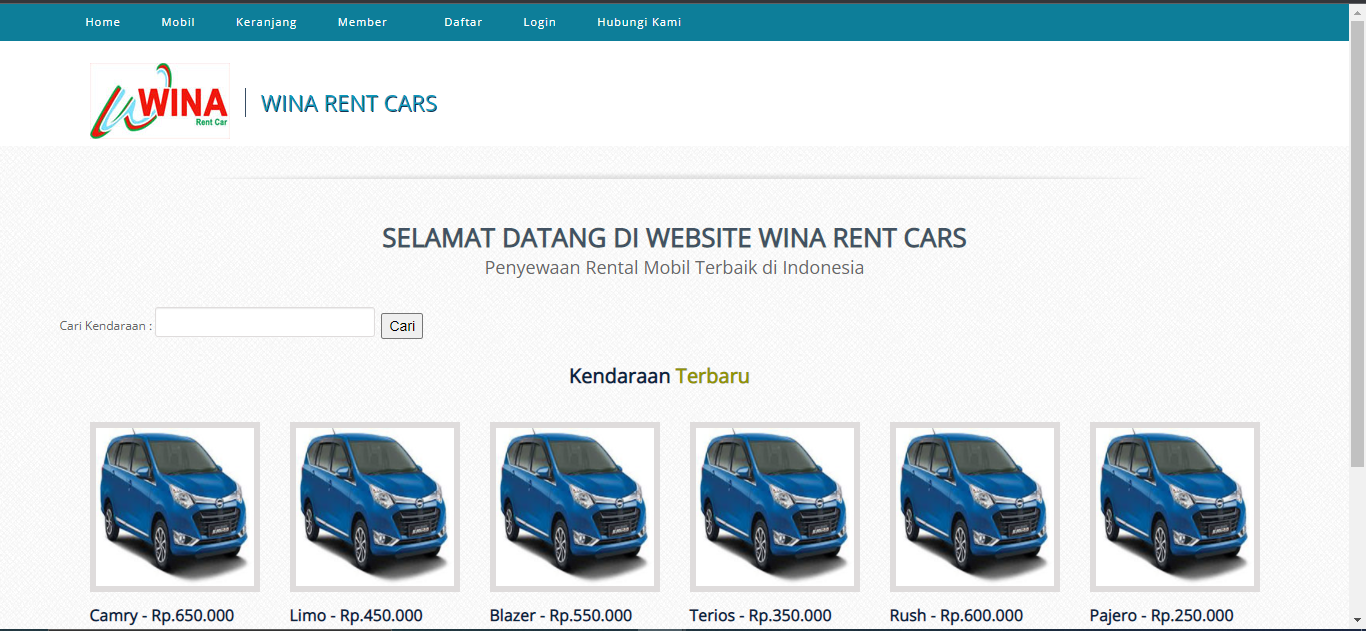 Home Mobil Keranjang Member Daftar Login Hubungi Kami
WINA
Rent Car
WINA RENT CARS
SELAMAT DATANG DI WEBSITE WINA RENT CARS
Penyewaan Rental Mobil Terbaik di Indonesia
Cari Kendaraan : Cari
Kendaraan Terbaru
Camry - Rp.650.000 Limo - Rp.450.000 Blazer - Rp.550.000 Terios - Rp.350.000 Rush - Rp.600.000 Pajero - Rp.250.000